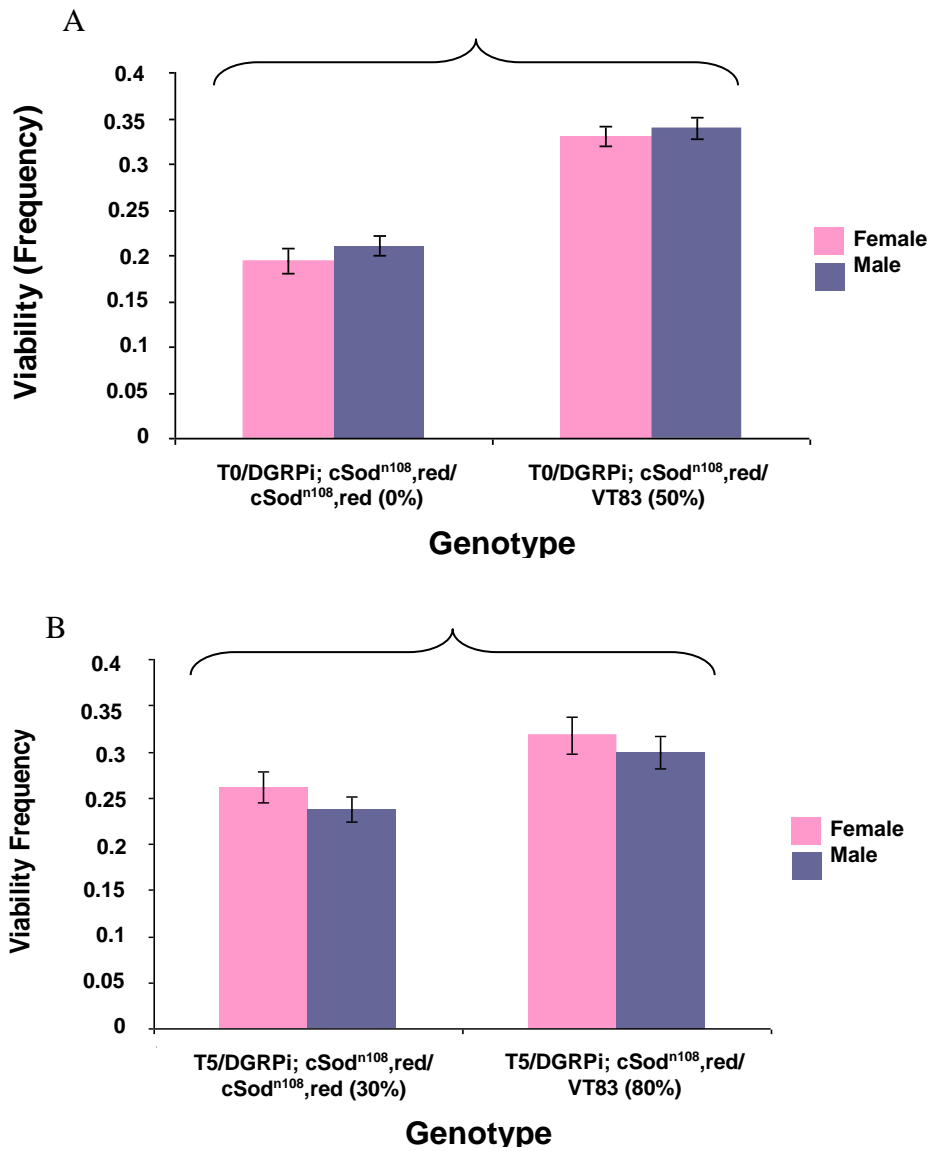 A
Viability (Frequency)
0.4
0.35
0.3
0.25
0.2
0.15
0.1
0.05
0
Female
Male
T0/DGRPi; cSodⁿ¹⁰⁸,red/
cSodⁿ¹⁰⁸,red (0%)
T0/DGRPi; cSodⁿ¹⁰⁸,red/
VT83 (50%)
Genotype
B
Viability Frequency
0.4
0.35
0.3
0.25
0.2
0.15
0.1
0.05
0
Female
Male
T5/DGRPi; cSodⁿ¹⁰⁸,red/
cSodⁿ¹⁰⁸,red (30%)
T5/DGRPi; cSodⁿ¹⁰⁸,red/
VT83 (80%)
Genotype